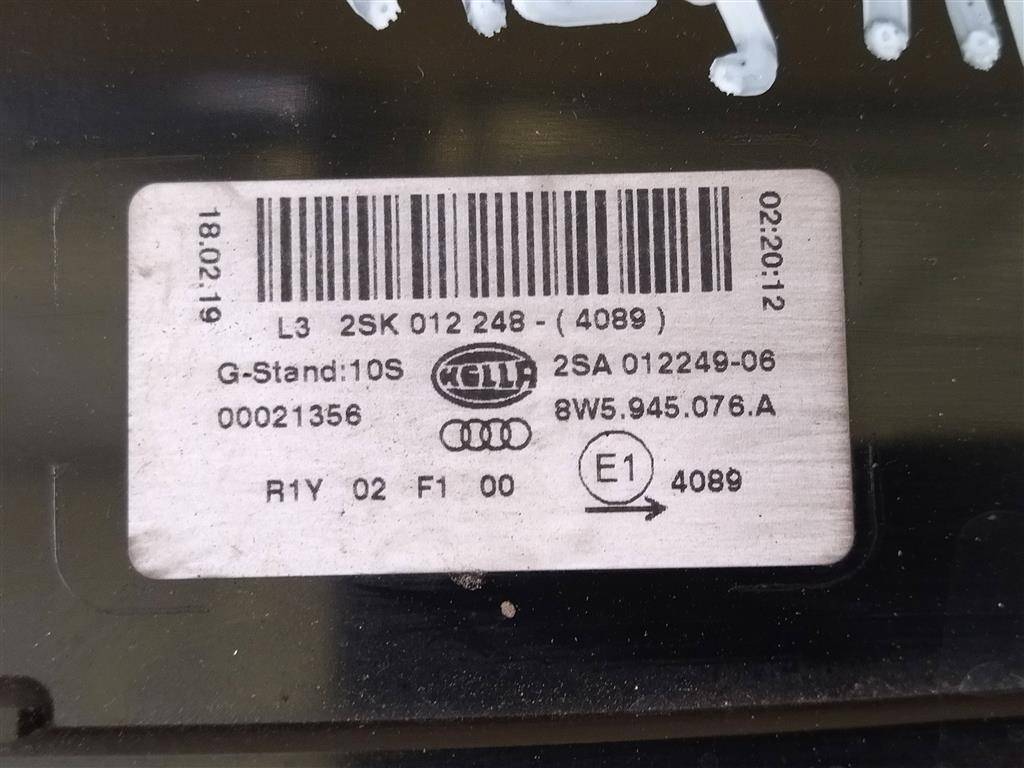 18.02.19
02:20:12
L3 2SK 012 248 - ( 4089 )
G-Stand:10S HELLA 2SA 012249-06
00021356 8W5.945.076.A
R1Y 02 F1 00 E1 4089